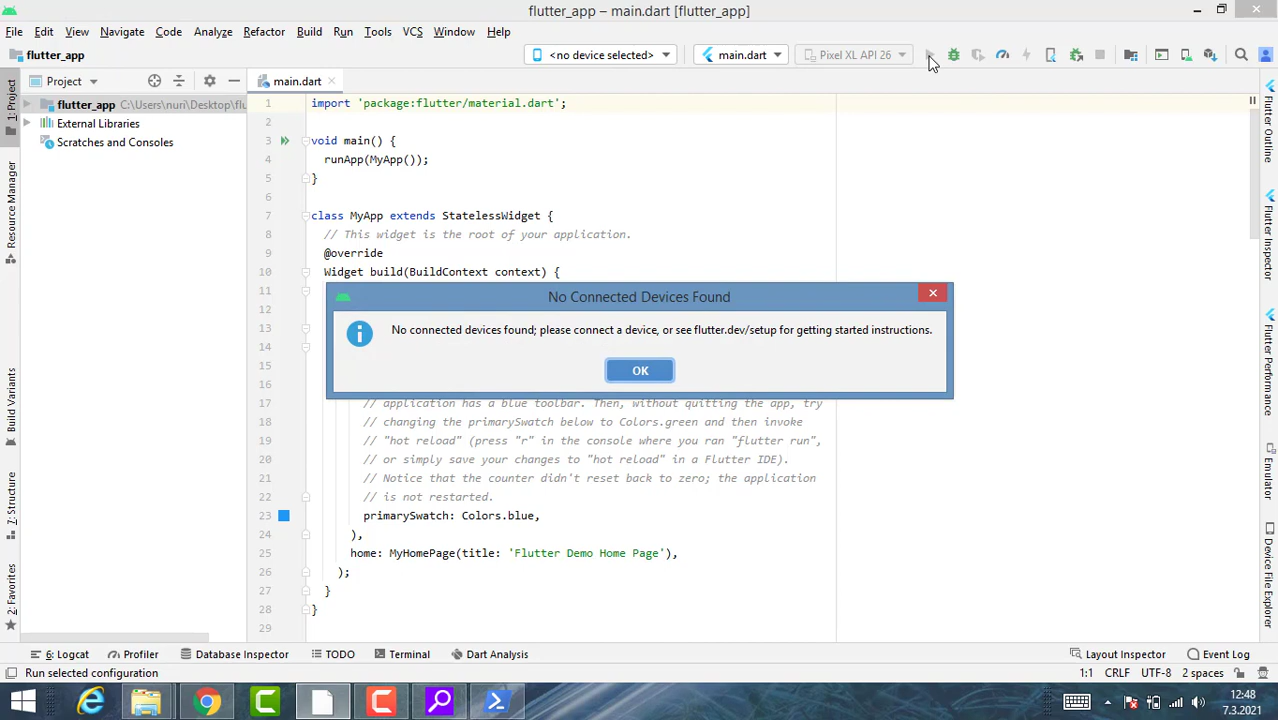 flutter_app – main.dart [flutter_app]
File Edit View Navigate Code Analyze Refactor Build Run Tools VCS Window Help
flutter_app
<no device selected>
main.dart
Pixel XL API 26
Project
main.dart
1: Project
Resource Manager
Build Variants
7: Structure
2: Favorites
flutter_app C:\Users\nuri\Desktop\flu
External Libraries
Scratches and Consoles
1 import 'package:flutter/material.dart';
2
3 void main() {
4 runApp(MyApp());
5 }
6
7 class MyApp extends StatelessWidget {
8 // This widget is the root of your application.
9 @override
10 Widget build(BuildContext context) {
11
12
13
14
15
16
No Connected Devices Found
No connected devices found; please connect a device, or see flutter.dev/setup for getting started instructions.
OK
17 // application has a blue toolbar. Then, without quitting the app, try
18 // changing the primarySwatch below to Colors.green and then invoke
19 // "hot reload" (press "r" in the console where you ran "flutter run",
20 // or simply save your changes to "hot reload" in a Flutter IDE).
21 // Notice that the counter didn't reset back to zero; the application
22 // is not restarted.
23 primarySwatch: Colors.blue,
24 ),
25 home: MyHomePage(title: 'Flutter Demo Home Page'),
26 );
27 }
28 }
29
Flutter Outline
Flutter Inspector
Flutter Performance
Emulator
Device File Explorer
6: Logcat Profiler Database Inspector TODO Terminal Dart Analysis Layout Inspector Event Log
Run selected configuration 1:1 CRLF UTF-8 2 spaces
12:48
7.3.2021